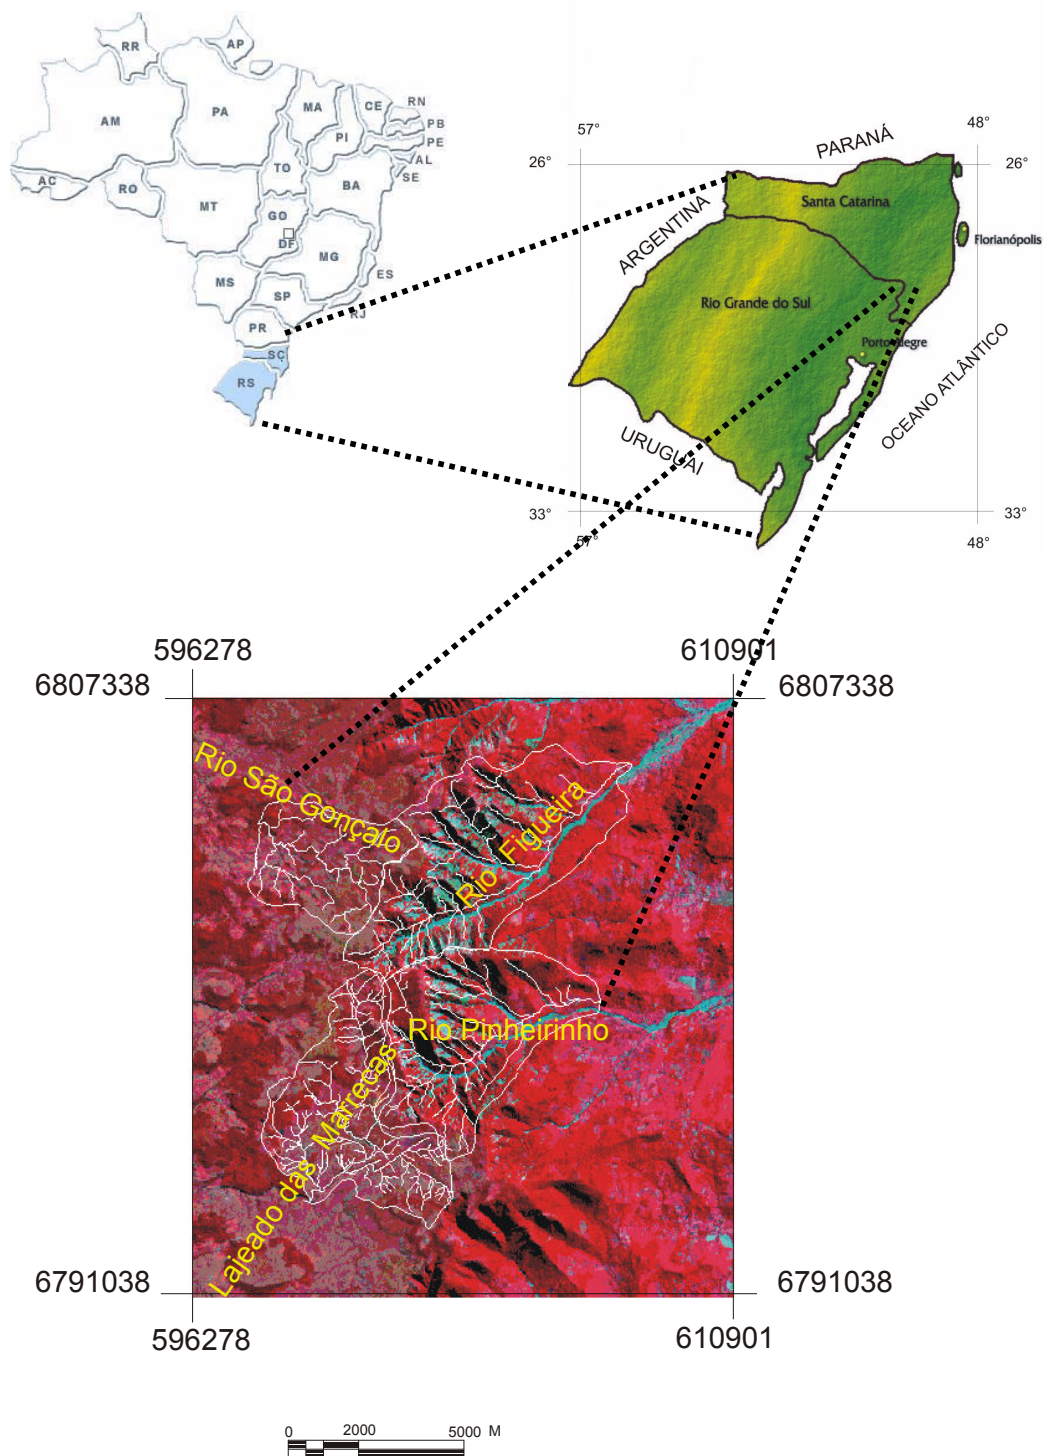 RR
AP
AM
PA
MA
CE
RN
PB
PI
PE
AL
SE
TO
AC
RO
BA
MT
GO
DF
MG
ES
MS
SP
RJ
PR
SC
RS
57°
48°
26°
PARANÁ
26°
Santa Catarina
ARGENTINA
Florianópolis
Rio Grande do Sul
Porto Alegre
OCEANO ATLÂNTICO
URUGUAI
33°
33°
57°
48°
596278
610901
6807338
6807338
Rio São Gonçalo
Rio Figueira
Rio Pinheirinho
Lajeado das Marrecas
6791038
6791038
596278
610901
0 2000 5000 M